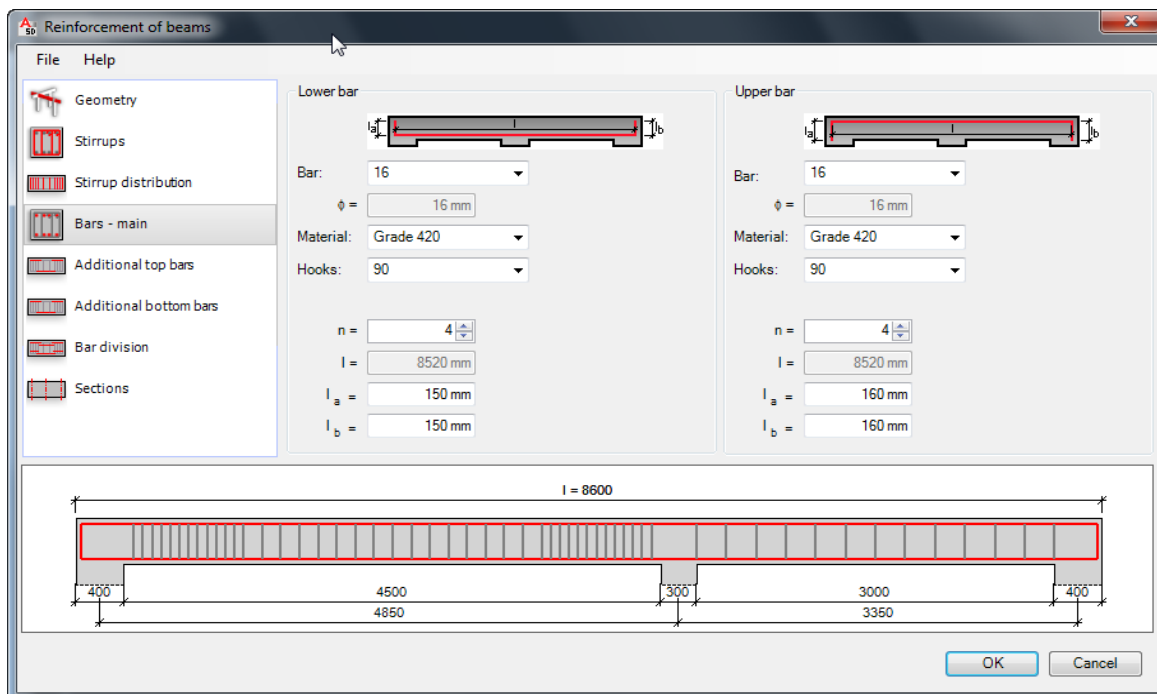 Reinforcement of beams
File Help
Geometry
Stirrups
Stirrup distribution
Bars - main
Additional top bars
Additional bottom bars
Bar division
Sections
Lower bar
la l lb
Bar: 16
ϕ = 16 mm
Material: Grade 420
Hooks: 90
n = 4
l = 8520 mm
l a = 150 mm
l b = 150 mm
Upper bar
la l lb
Bar: 16
ϕ = 16 mm
Material: Grade 420
Hooks: 90
n = 4
l = 8520 mm
l a = 160 mm
l b = 160 mm
l = 8600
400 4500 300 3000 400
4850 3350
OK Cancel